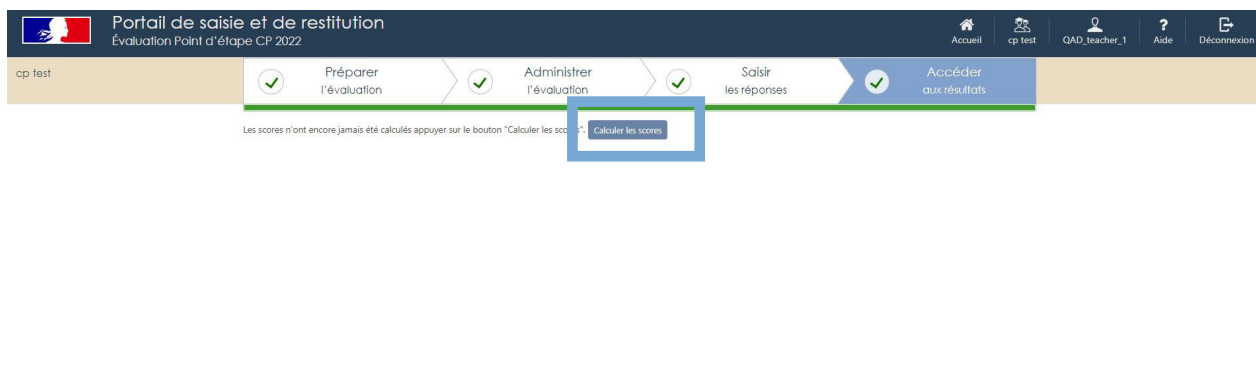 Portail de saisie et de restitution
Évaluation Point d'étape CP 2022
Accueil
cp test
QAD_teacher_1
? Aide
Déconnexion
cp test
Préparer
l'évaluation
Administrer
l'évaluation
Saisir
les réponses
Accéder
aux résultats
Les scores n'ont encore jamais été calculés appuyer sur le bouton "Calculer les sco s". Calculer les scores